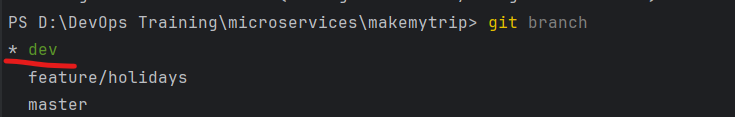 PS D:\DevOps Training\microservices\makemytrip> git branch
* dev
  feature/holidays
  master